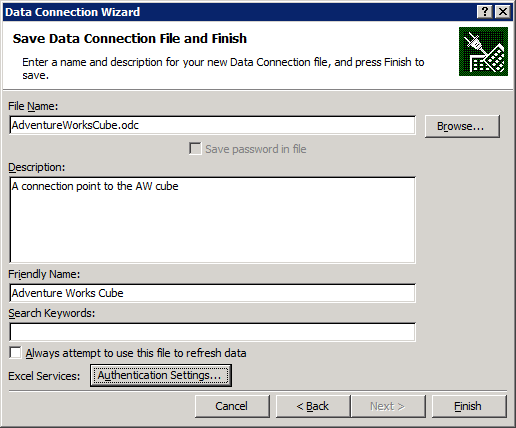 Data Connection Wizard
Save Data Connection File and Finish
Enter a name and description for your new Data Connection file, and press Finish to
save.
File Name:
AdventureWorksCube.odc
Browse...
Save password in file
Description:
A connection point to the AW cube
Friendly Name:
Adventure Works Cube
Search Keywords:
Always attempt to use this file to refresh data
Excel Services: Authentication Settings...
Cancel < Back Next > Finish